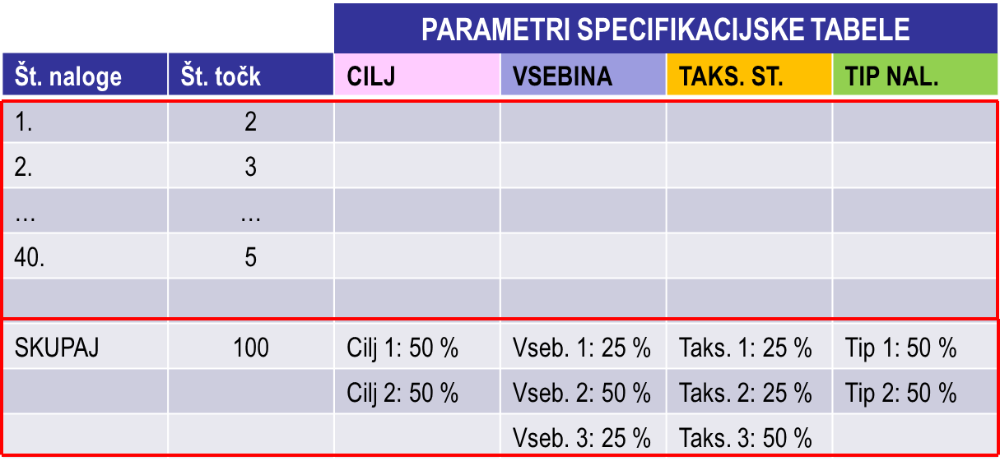 PARAMETRI SPECIFIKACIJSKE TABELE
Št. naloge Št. točk CILJ VSEBINA TAKS. ST. TIP NAL.
1. 2
2. 3
... ...
40. 5
SKUPAJ 100 Cilj 1: 50 % Vseb. 1: 25 % Taks. 1: 25 % Tip 1: 50 %
Cilj 2: 50 % Vseb. 2: 50 % Taks. 2: 25 % Tip 2: 50 %
Vseb. 3: 25 % Taks. 3: 50 %